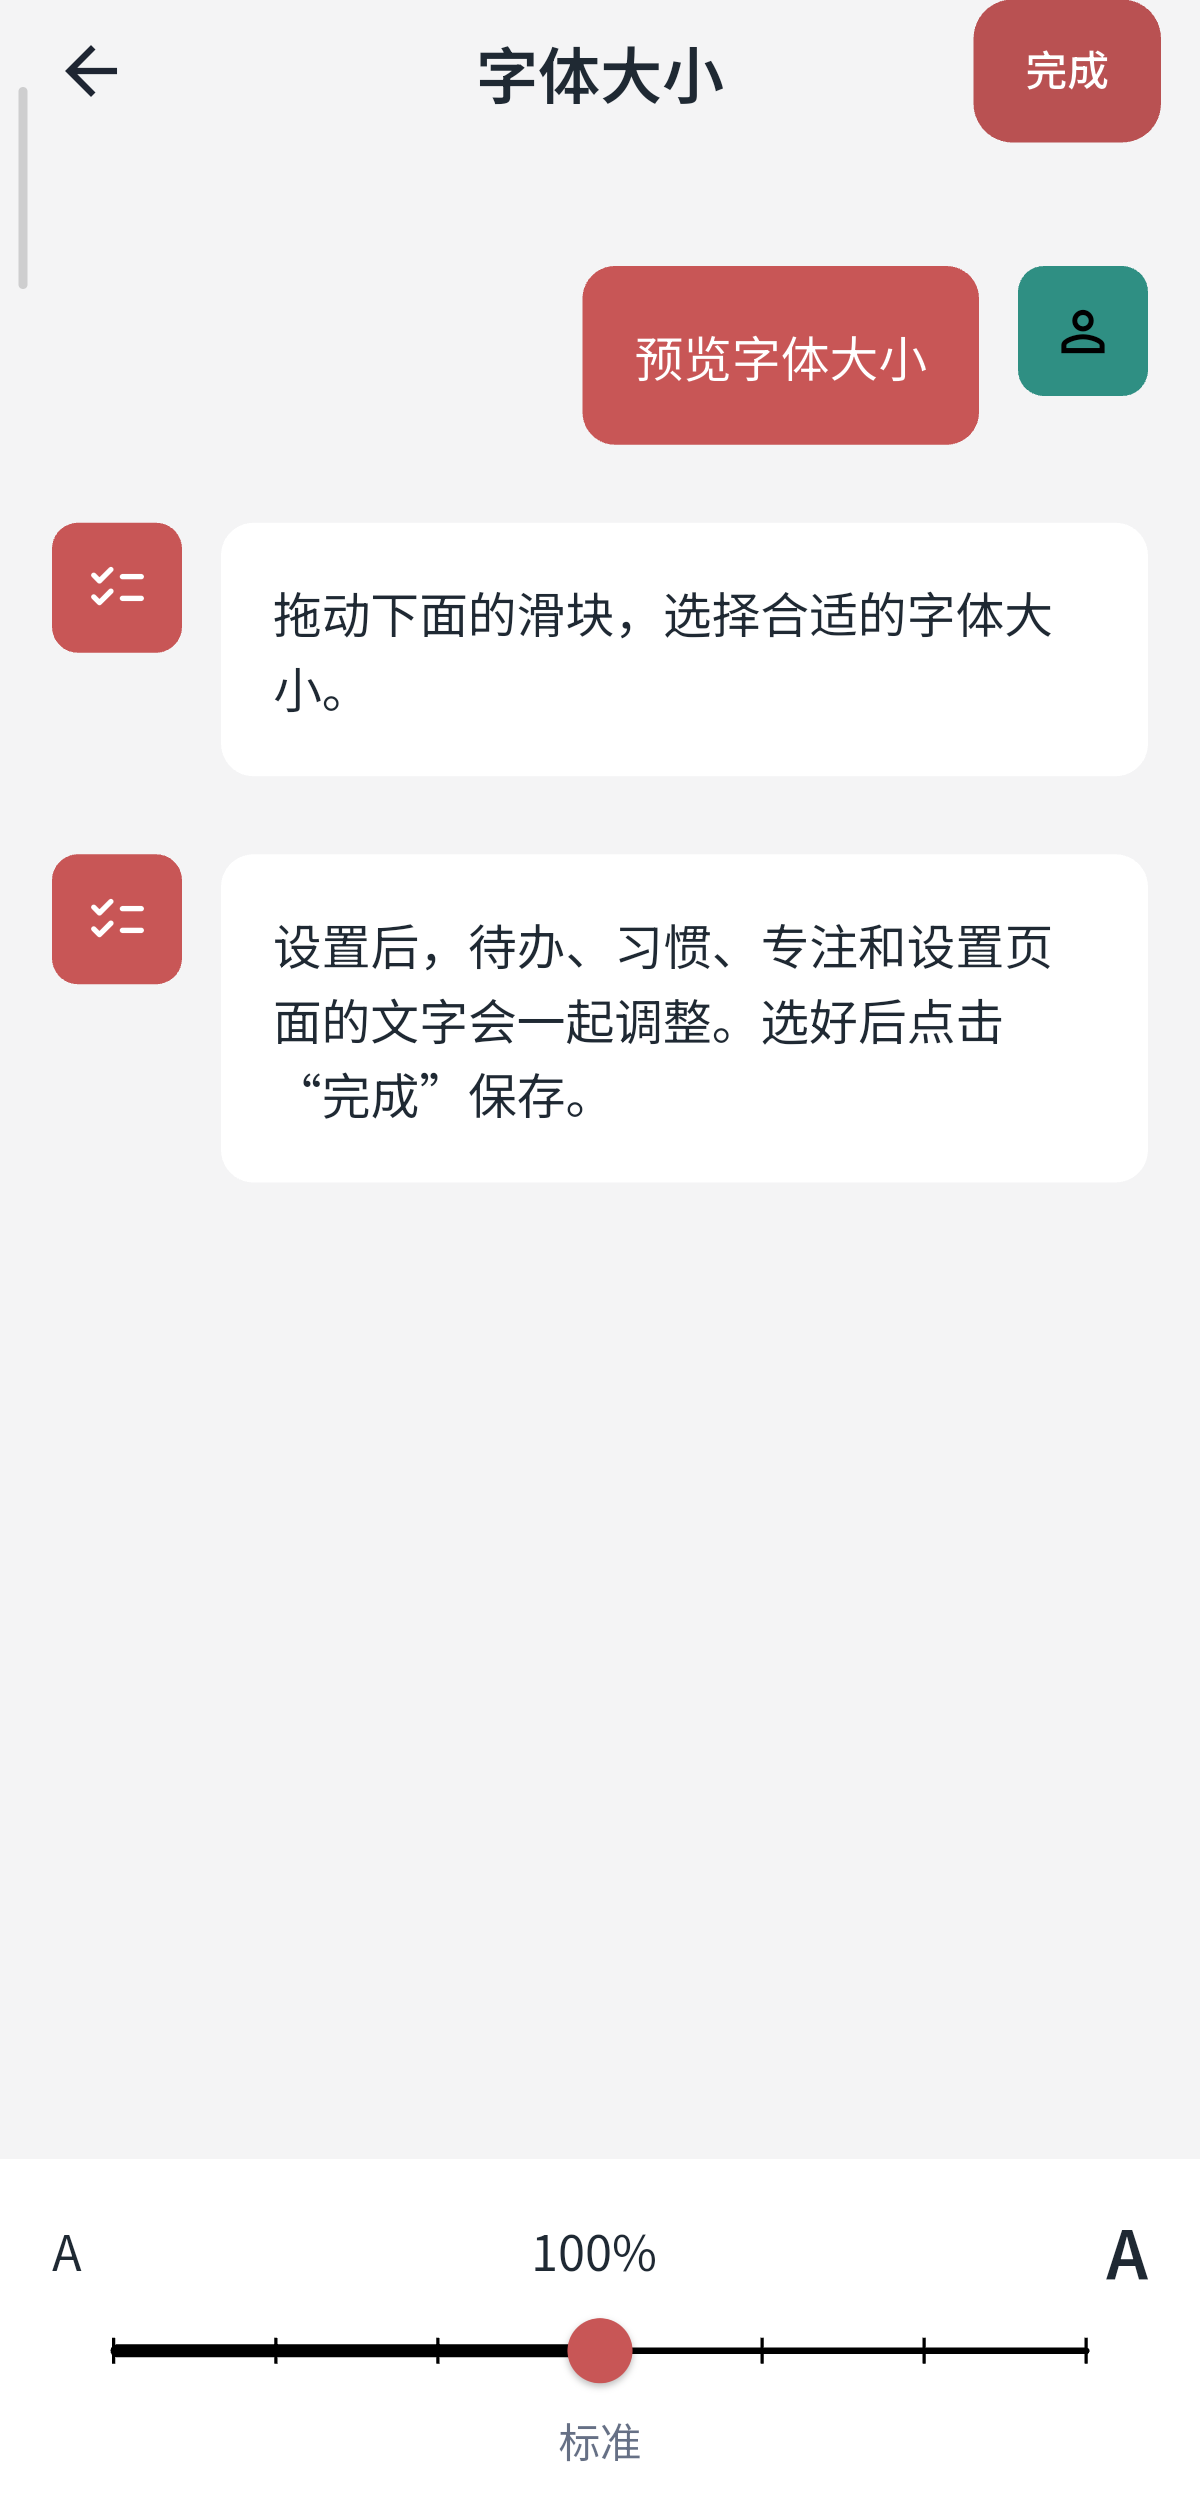 字体大小
完成
预览字体大小
拖动下面的滑块，选择合适的字体大
小。
设置后，待办、习惯、专注和设置页
面的文字会一起调整。选好后点击
“完成”保存。
A
100%
A
标准